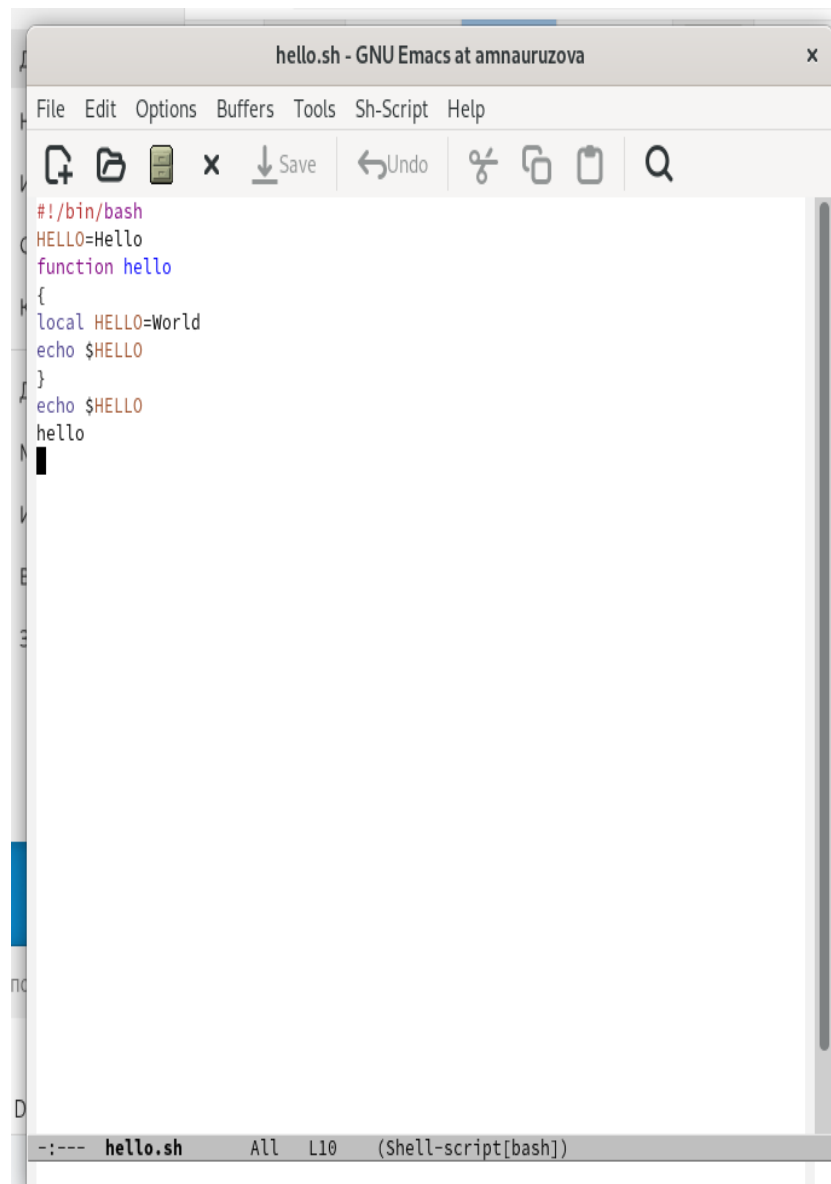 hello.sh - GNU Emacs at amnauruzova
File Edit Options Buffers Tools Sh-Script Help
Save Undo
#!/bin/bash
HELLO=Hello
function hello
{
local HELLO=World
echo $HELLO
}
echo $HELLO
hello
-:--- hello.sh All L10 (Shell-script[bash])